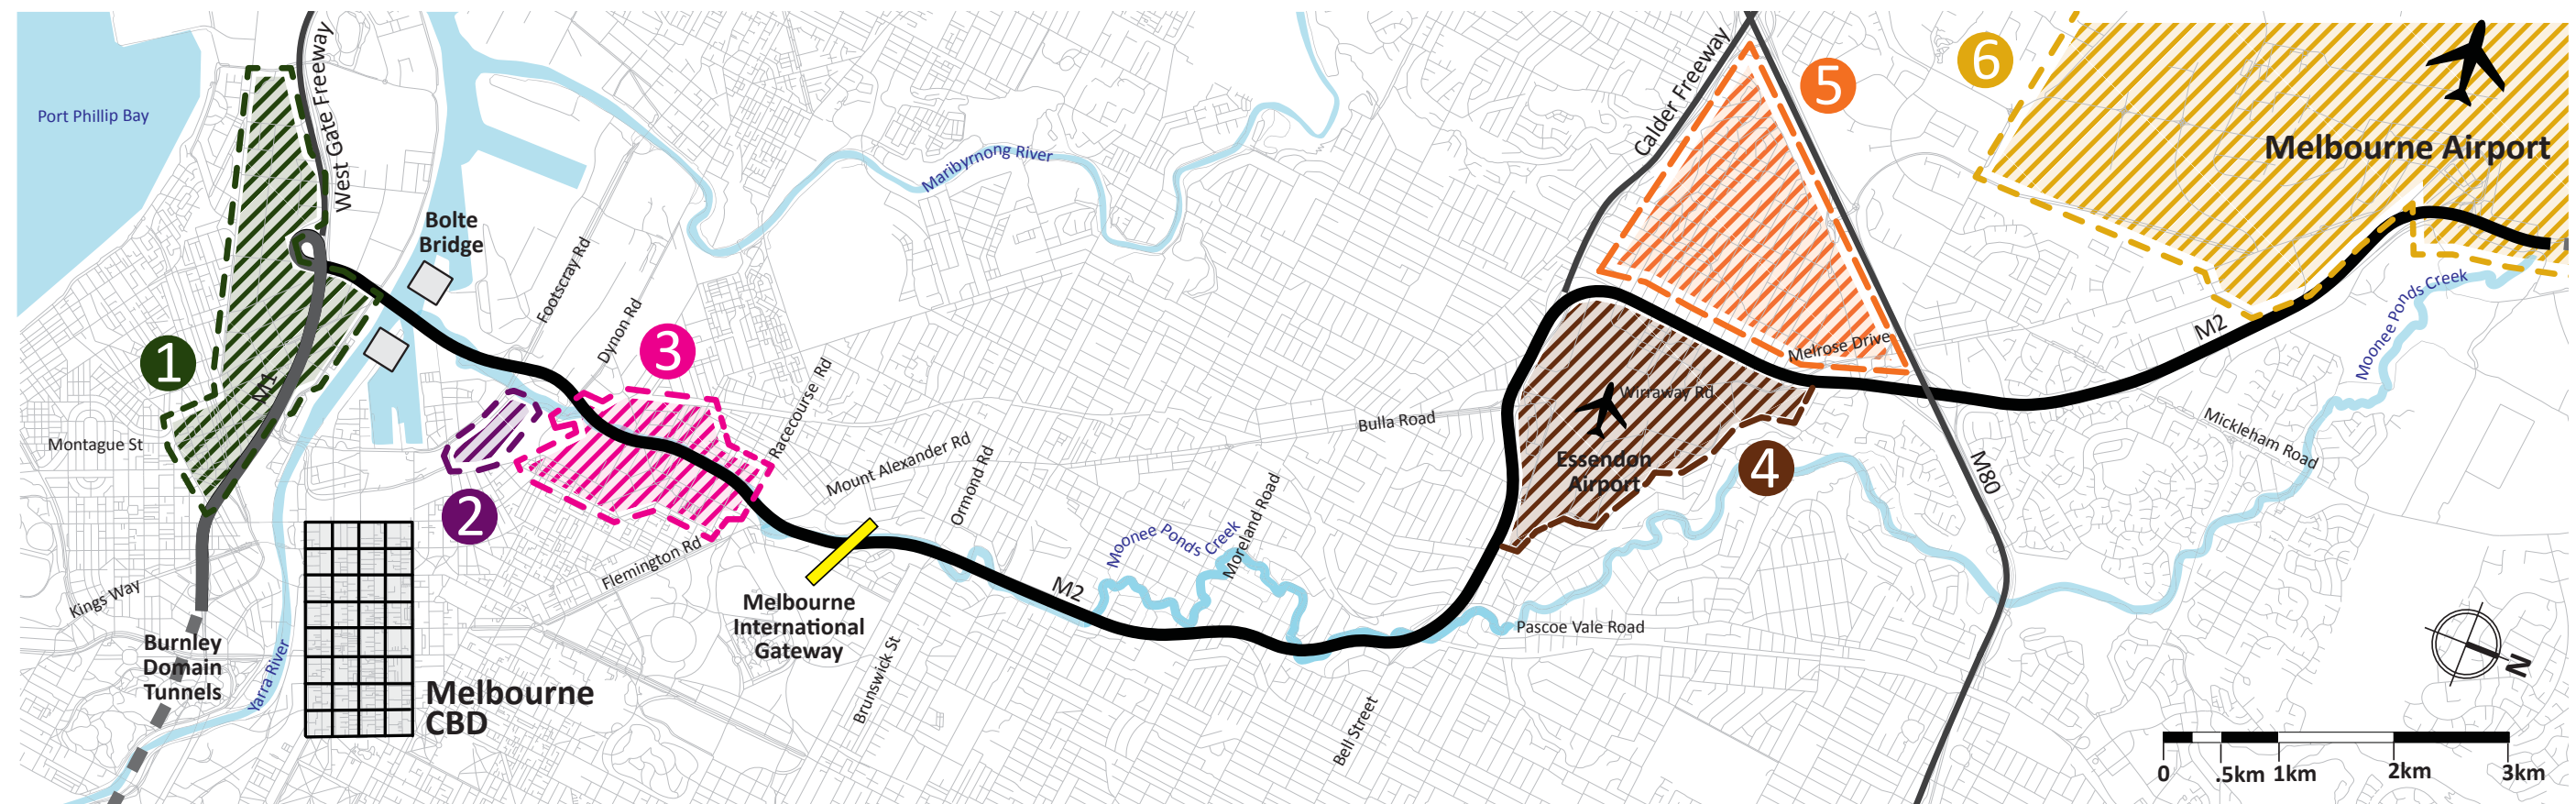 Port Phillip Bay
West Gate Freeway
1
M1
Montague St
Kings Way
Burnley
Domain
Tunnels
Yarra River
Melbourne
CBD
Bolte
Bridge
2
Footscray Rd
Dynon Rd
3
Flemington Rd
Racecourse Rd
Maribyrnong River
Mount Alexander Rd
Melbourne
International
Gateway
Brunswick St
Ormond Rd
M2
Moonee Ponds Creek
Moreland Road
Bell Street
Bulla Road
Pascoe Vale Road
Essendon
Airport
Wirraway Rd
4
Calder Freeway
5
Melrose Drive
M80
6
Melbourne Airport
M2
Moonee Ponds Creek
Mickleham Road
N
0
.5km
1km
2km
3km